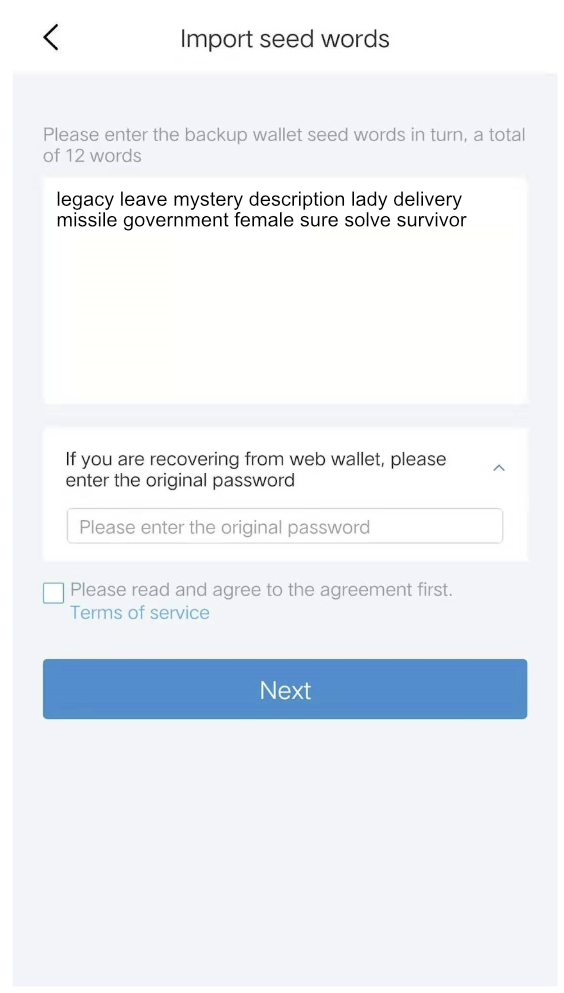 Import seed words
Please enter the backup wallet seed words in turn, a total
of 12 words
legacy leave mystery description lady delivery
missile government female sure solve survivor
If you are recovering from web wallet, please
enter the original password
Please enter the original password
Please read and agree to the agreement first.
Terms of service
Next